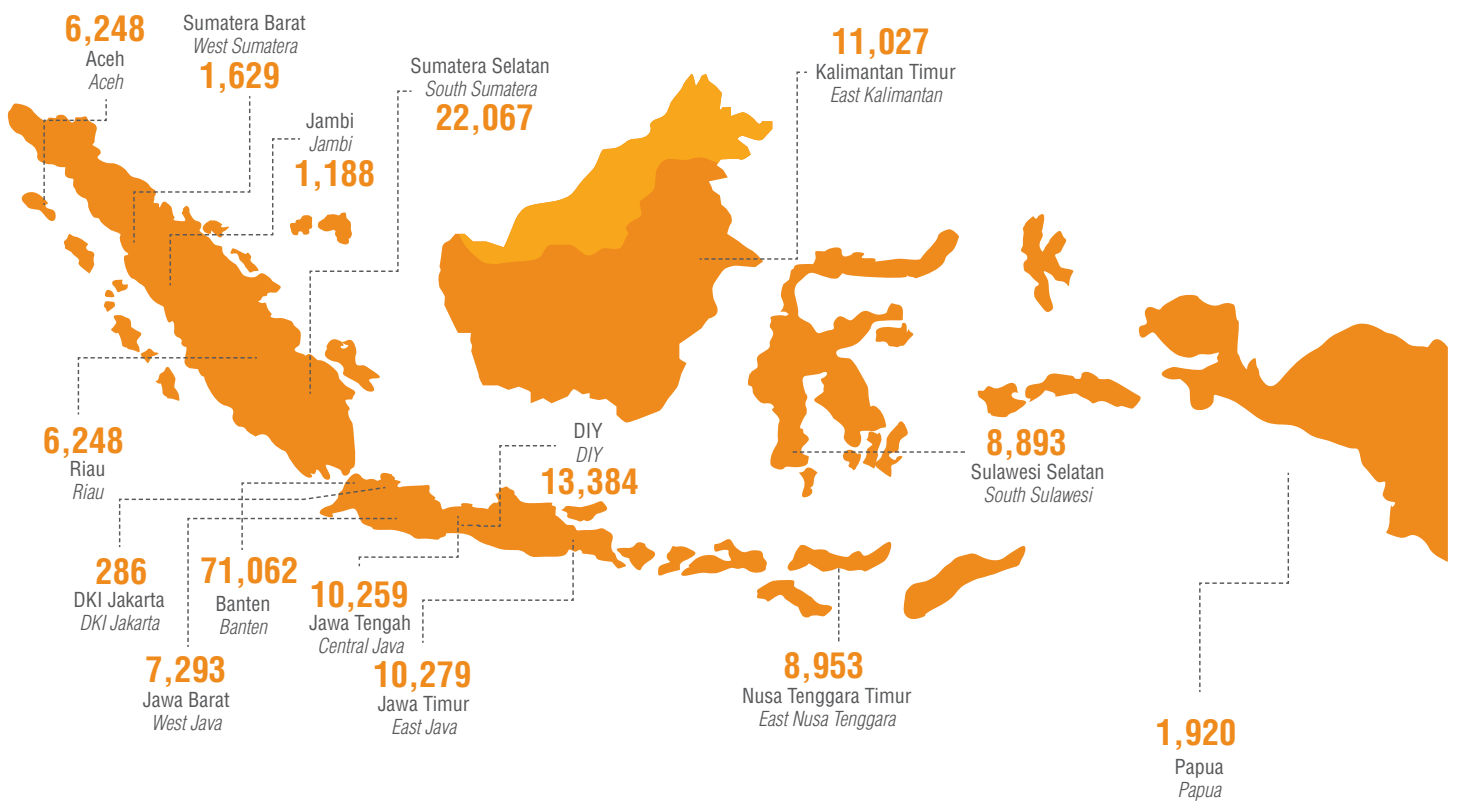 6,248
Aceh
Aceh
Sumatera Barat
West Sumatera
1,629
Jambi
Jambi
1,188
Sumatera Selatan
South Sumatera
22,067
11,027
Kalimantan Timur
East Kalimantan
6,248
Riau
Riau
DIY
DIY
13,384
8,893
Sulawesi Selatan
South Sulawesi
286
DKI Jakarta
DKI Jakarta
71,062
Banten
Banten
10,259
Jawa Tengah
Central Java
7,293
Jawa Barat
West Java
10,279
Jawa Timur
East Java
8,953
Nusa Tenggara Timur
East Nusa Tenggara
1,920
Papua
Papua